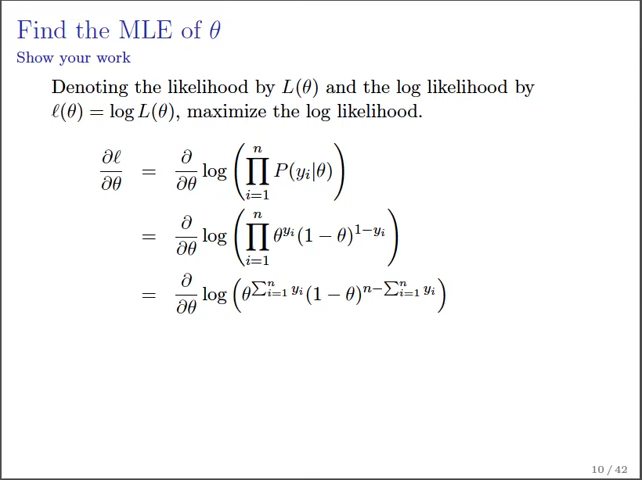 Find the MLE of θ
Show your work
Denoting the likelihood by L(θ) and the log likelihood by
ℓ(θ) = log L(θ), maximize the log likelihood.
∂ℓ/∂θ = ∂/∂θ log (∏_{i=1}^{n} P(y_i|θ))
= ∂/∂θ log (∏_{i=1}^{n} θ^{y_i}(1 − θ)^{1−y_i})
= ∂/∂θ log (θ^{∑_{i=1}^{n} y_i}(1 − θ)^{n−∑_{i=1}^{n} y_i})
10 / 42